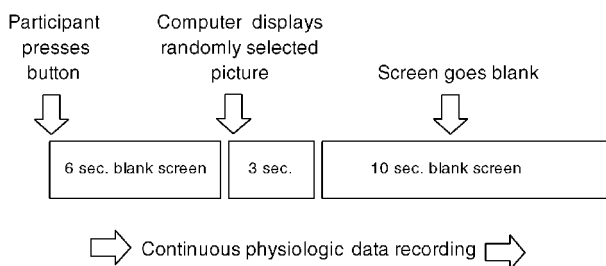 Participant
presses
button
Computer displays
randomly selected
picture
Screen goes blank
6 sec. blank screen
3 sec.
10 sec. blank screen
Continuous physiologic data recording